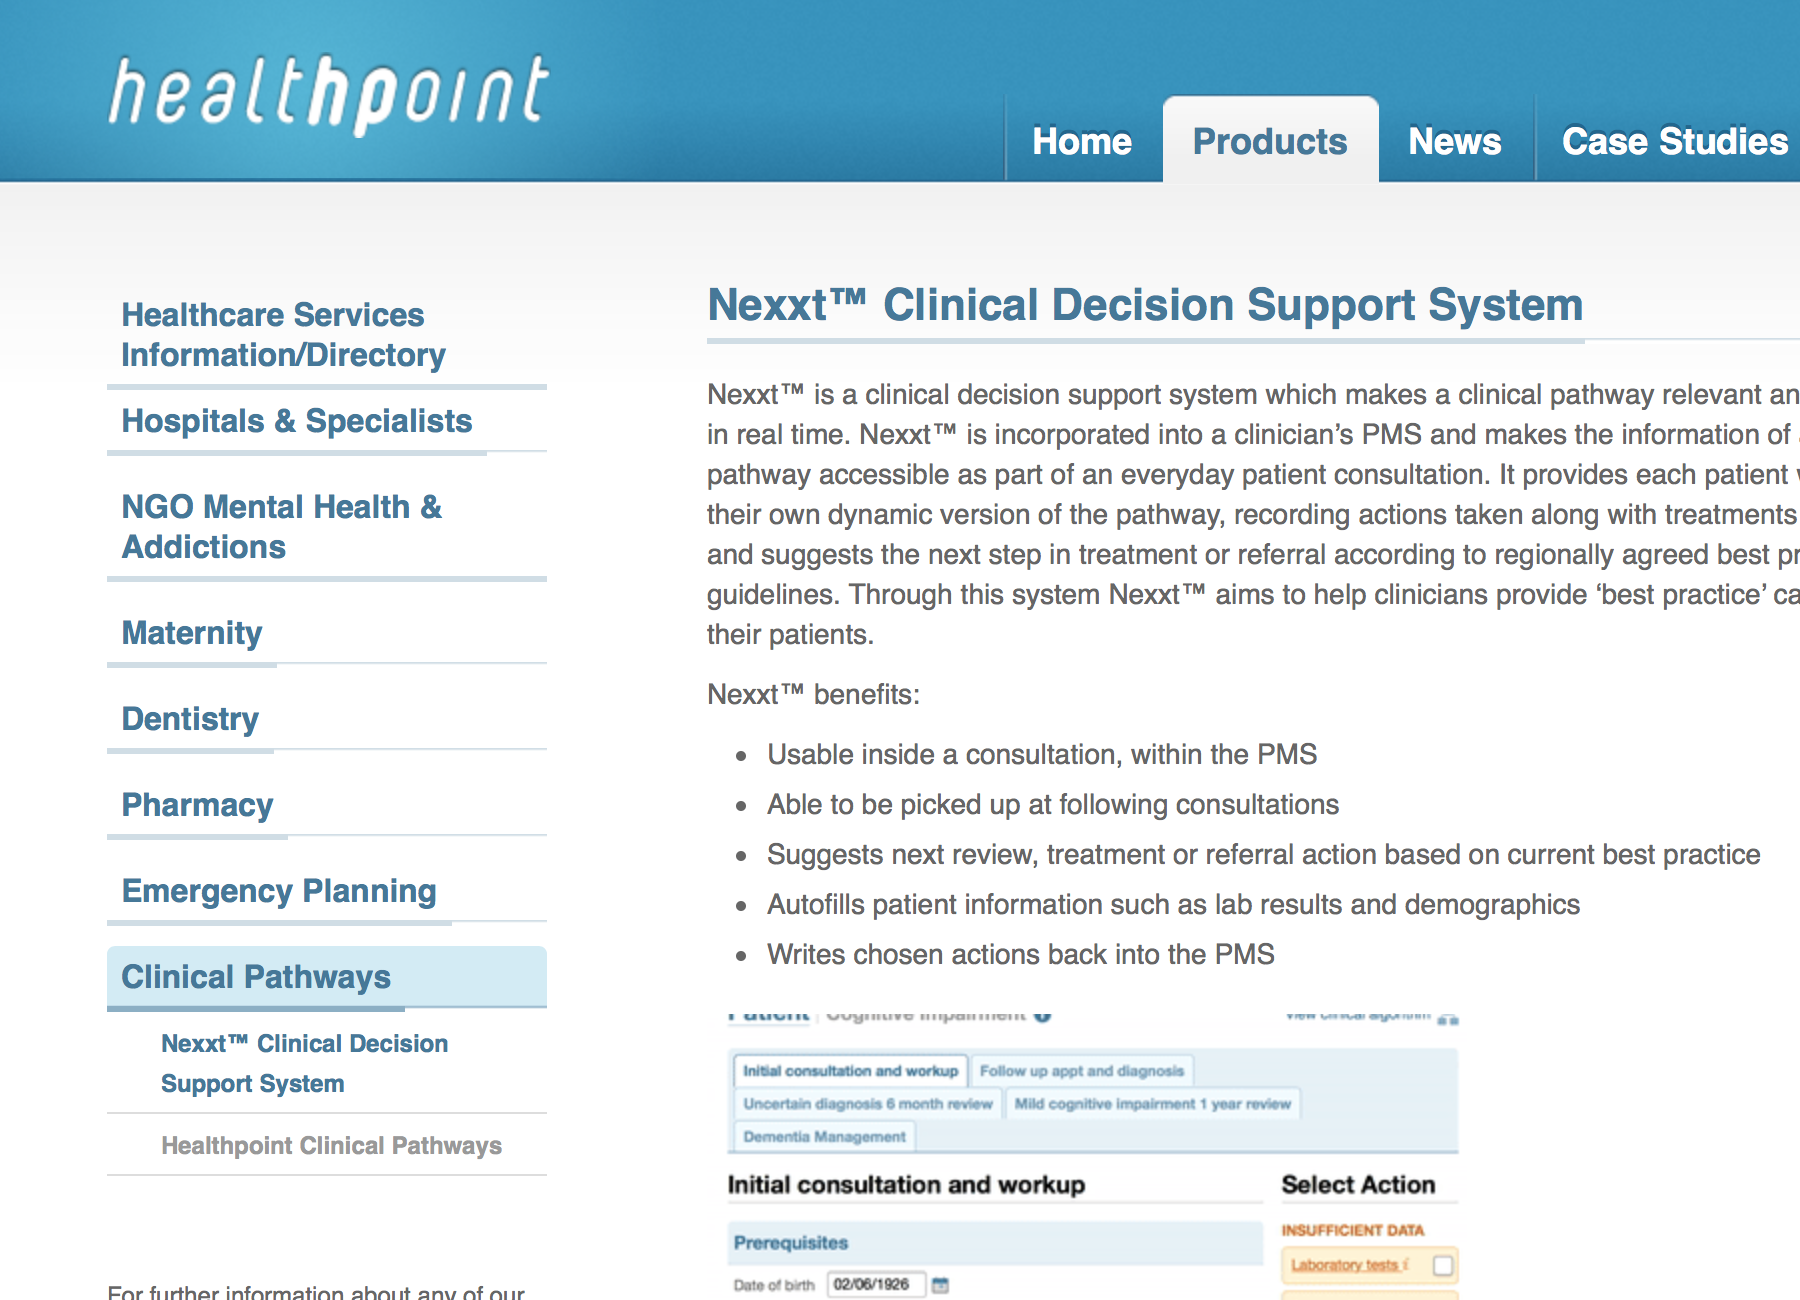 healthpoint
Home
Products
News
Case Studies
Healthcare Services
Information/Directory
Hospitals & Specialists
NGO Mental Health &
Addictions
Maternity
Dentistry
Pharmacy
Emergency Planning
Clinical Pathways
Nexxt™ Clinical Decision
Support System
Healthpoint Clinical Pathways
For further information about any of our
Nexxt™ Clinical Decision Support System
Nexxt™ is a clinical decision support system which makes a clinical pathway relevant an
in real time. Nexxt™ is incorporated into a clinician’s PMS and makes the information of
pathway accessible as part of an everyday patient consultation. It provides each patient
their own dynamic version of the pathway, recording actions taken along with treatments
and suggests the next step in treatment or referral according to regionally agreed best pr
guidelines. Through this system Nexxt™ aims to help clinicians provide ‘best practice’ ca
their patients.
Nexxt™ benefits:
• Usable inside a consultation, within the PMS
• Able to be picked up at following consultations
• Suggests next review, treatment or referral action based on current best practice
• Autofills patient information such as lab results and demographics
• Writes chosen actions back into the PMS
Patient | Cognitive impairment
View clinical algorithm
Initial consultation and workup
Follow up appt and diagnosis
Uncertain diagnosis 6 month review
Mild cognitive impairment 1 year review
Dementia Management
Initial consultation and workup
Select Action
Prerequisites
INSUFFICIENT DATA
Laboratory tests i
Date of birth 02/06/1926